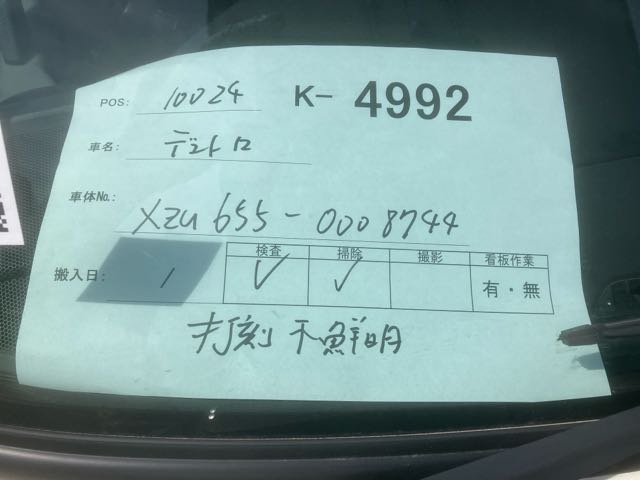 POS: 10024 K- 4992
車名: デュトロ
車体No.: XZU655-0008744
検査 掃除 撮影 看板作業
搬入日: / ✓ ✓ 有・無
打刻 不鮮明